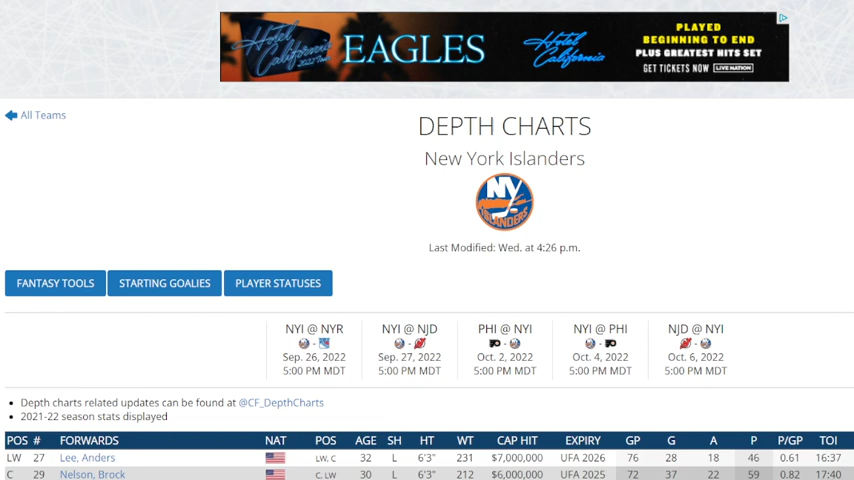 Hotel California 2022 Tour
EAGLES
Hotel California
PLAYED
BEGINNING TO END
PLUS GREATEST HITS SET
GET TICKETS NOW LIVE NATION
All Teams
DEPTH CHARTS
New York Islanders
NY
ISLANDERS
Last Modified: Wed. at 4:26 p.m.
FANTASY TOOLS STARTING GOALIES PLAYER STATUSES
NYI @ NYR NYI @ NJD PHI @ NYI NYI @ PHI NJD @ NYI
- - - - -
Sep. 26, 2022 Sep. 27, 2022 Oct. 2, 2022 Oct. 4, 2022 Oct. 6, 2022
5:00 PM MDT 5:00 PM MDT 5:00 PM MDT 5:00 PM MDT 5:00 PM MDT
• Depth charts related updates can be found at @CF_DepthCharts
• 2021-22 season stats displayed
POS # FORWARDS NAT POS AGE SH HT WT CAP HIT EXPIRY GP G A P P/GP TOI
LW 27 Lee, Anders LW, C 32 L 6'3" 231 $7,000,000 UFA 2026 76 28 18 46 0.61 16:37
C 29 Nelson, Brock C, LW 30 L 6'3" 212 $6,000,000 UFA 2025 72 37 22 59 0.82 17:40